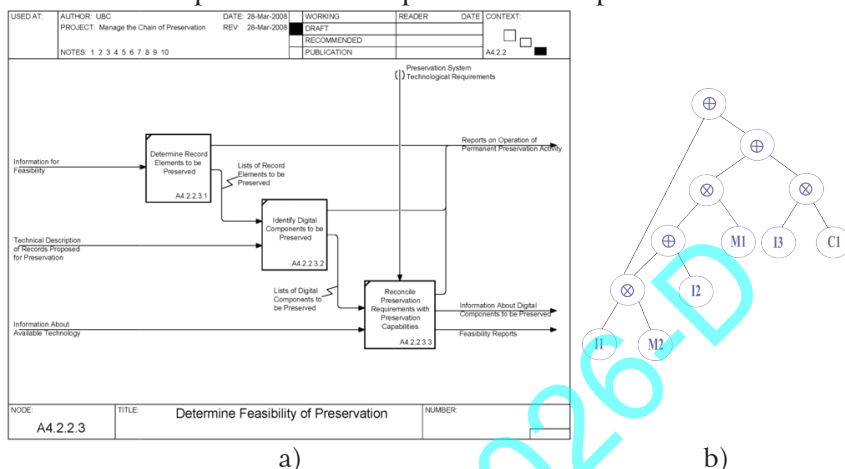 USED AT:
AUTHOR: UBC
DATE: 28-Mar-2008
PROJECT: Manage the Chain of Preservation
REV: 28-Mar-2008
NOTES: 1 2 3 4 5 6 7 8 9 10
WORKING
DRAFT
RECOMMENDED
PUBLICATION
READER
DATE
CONTEXT:
A4.2.2
Preservation System
Technological Requirements
Information for
Feasibility
Determine Record
Elements to be
Preserved
A4.2.2.3.1
Lists of Record
Elements to be
Preserved
Reports on Operation of
Permanent Preservation Activity
Technical Description
of Records Proposed
for Preservation
Identify Digital
Components to be
Preserved
A4.2.2.3.2
Lists of Digital
Components to
be Preserved
Reconcile
Preservation
Requirements with
Preservation
Capabilities
A4.2.2.3.3
Information About
Available Technology
Information About Digital
Components to be Preserved
Feasibility Reports
NODE:
A4.2.2.3
TITLE:
Determine Feasibility of Preservation
NUMBER:
a)
⊕
⊕
⊗ ⊗
⊕ M1 I3 C1
⊗ I2
I1 M2
b)
026-D